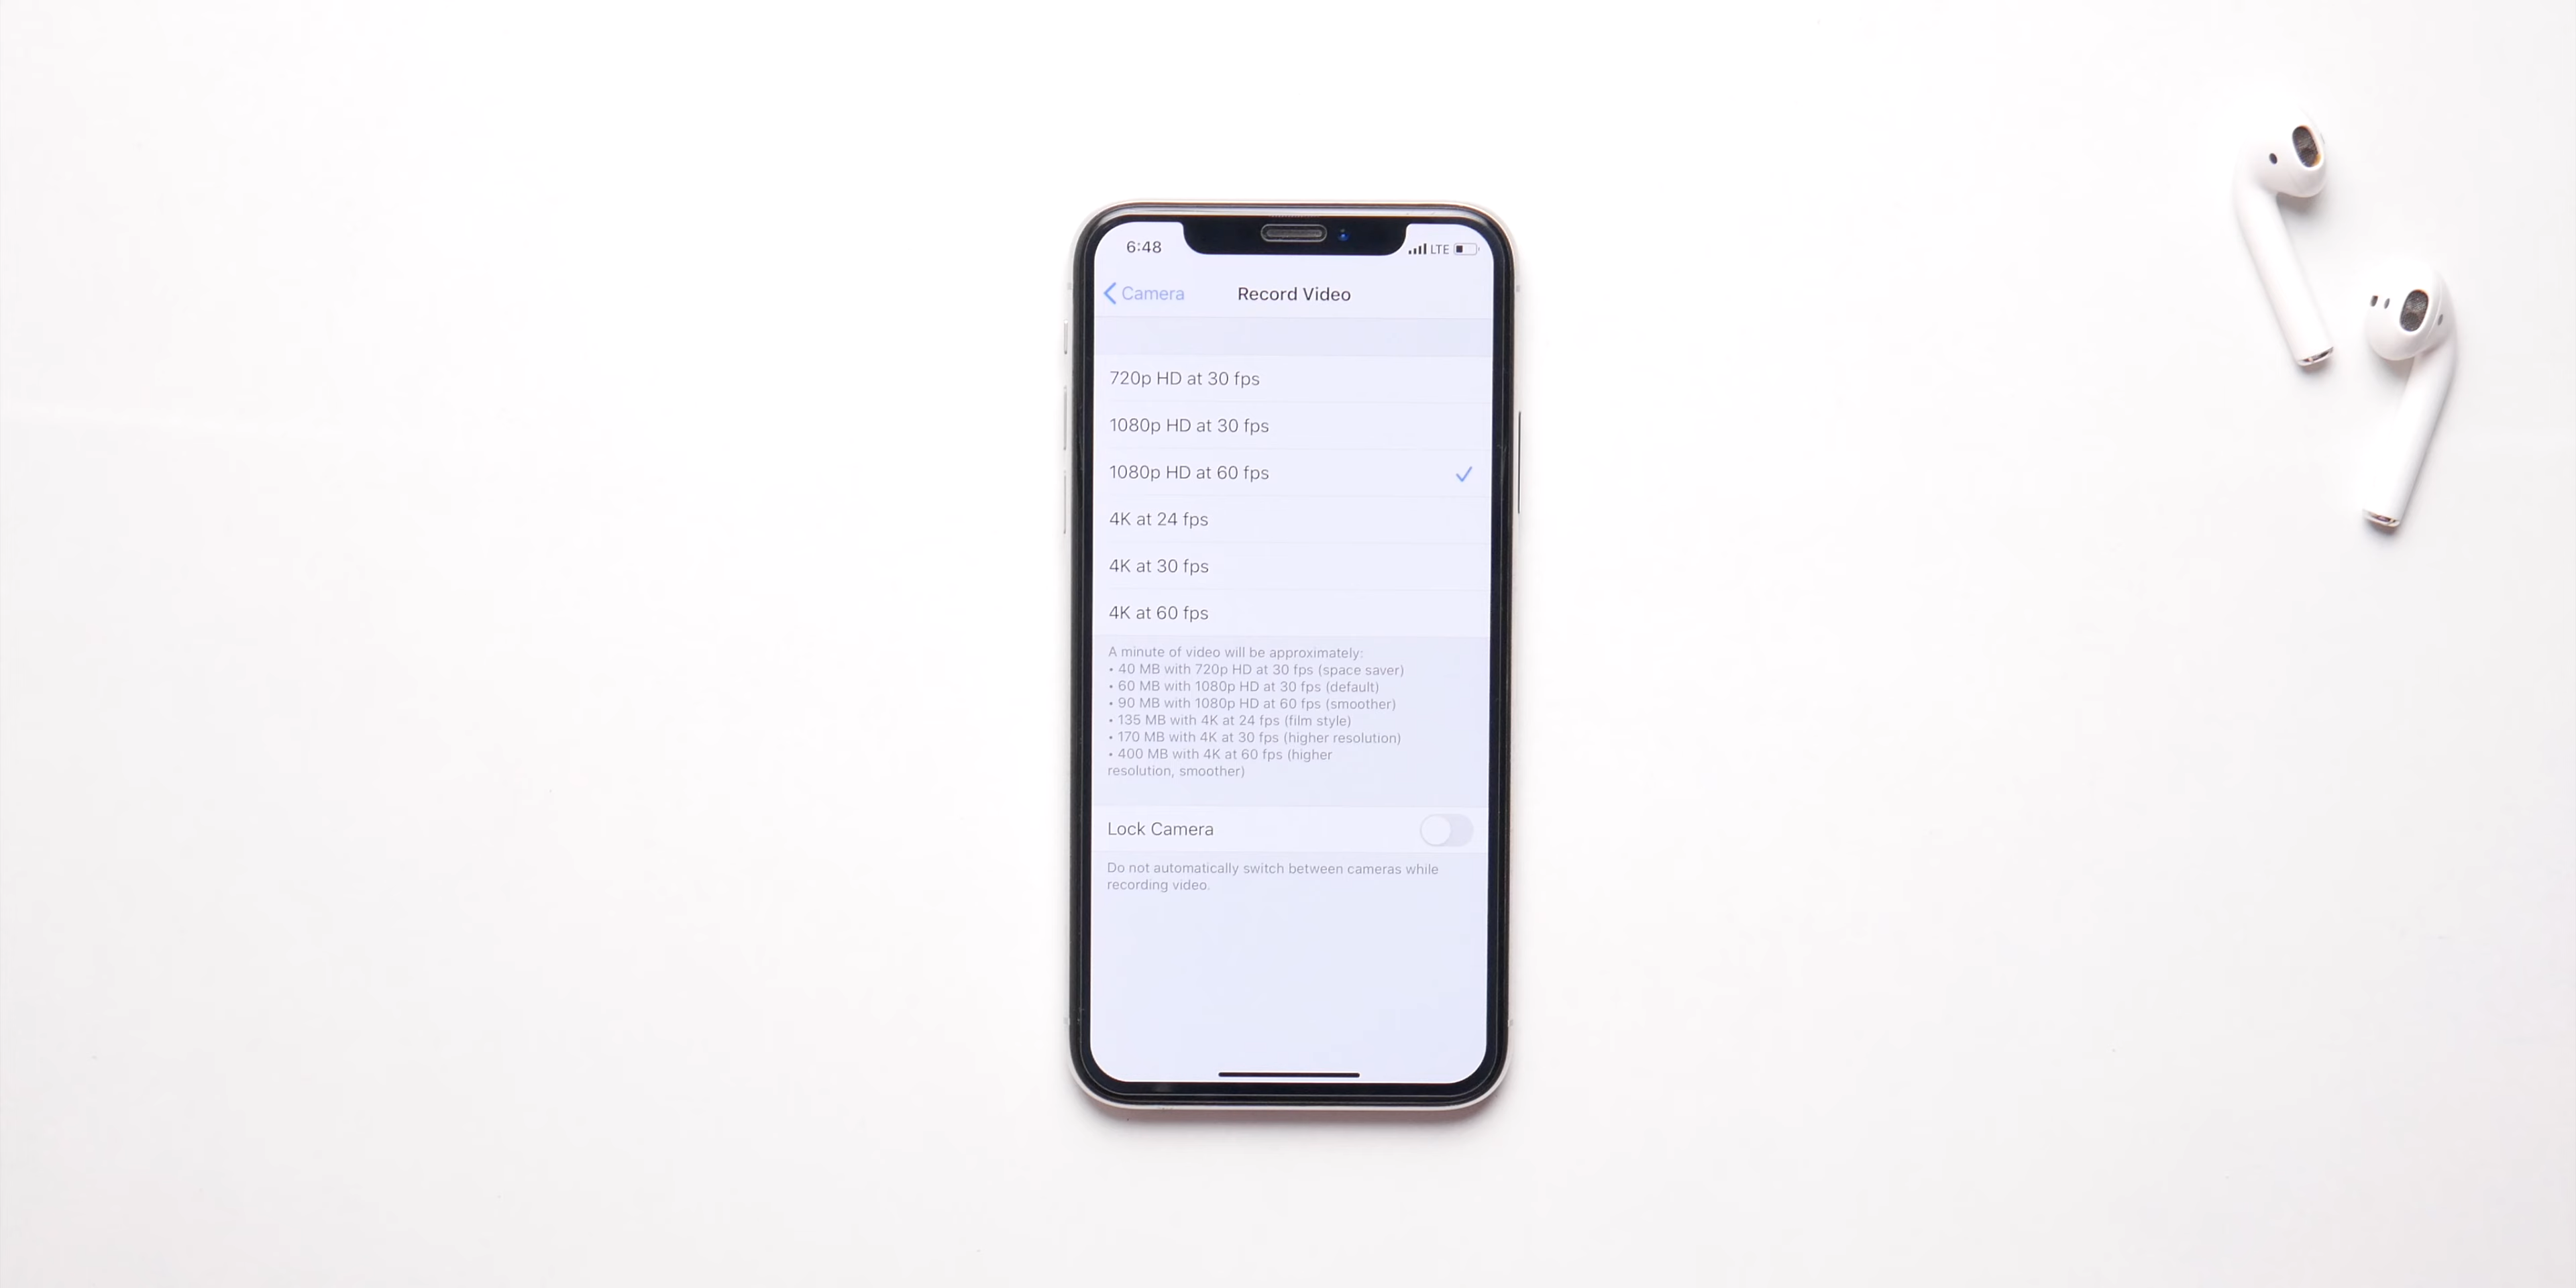 6:48
LTE
Camera
Record Video
720p HD at 30 fps
1080p HD at 30 fps
1080p HD at 60 fps
4K at 24 fps
4K at 30 fps
4K at 60 fps
A minute of video will be approximately:
• 40 MB with 720p HD at 30 fps (space saver)
• 60 MB with 1080p HD at 30 fps (default)
• 90 MB with 1080p HD at 60 fps (smoother)
• 135 MB with 4K at 24 fps (film style)
• 170 MB with 4K at 30 fps (higher resolution)
• 400 MB with 4K at 60 fps (higher
resolution, smoother)
Lock Camera
Do not automatically switch between cameras while
recording video.